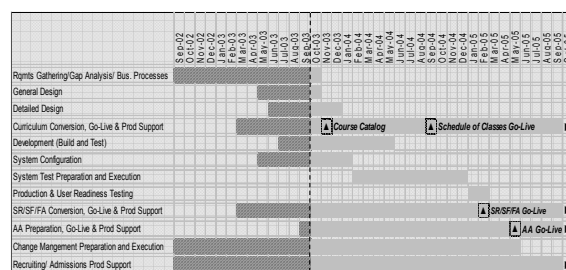 Sep-02 Oct-02 Nov-02 Dec-02 Jan-03 Feb-03 Mar-03 Apr-03 May-03 Jun-03 Jul-03 Aug-03 Sep-03 Oct-03 Nov-03 Dec-03 Jan-04 Feb-04 Mar-04 Apr-04 May-04 Jun-04 Jul-04 Aug-04 Sep-04 Oct-04 Nov-04 Dec-04 Jan-05 Feb-05 Mar-05 Apr-05 May-05 Jun-05 Jul-05 Aug-05 Sep-05
Rqmts Gathering/Gap Analysis/ Bus. Processes
General Design
Detailed Design
Curriculum Conversion, Go-Live & Prod Support Course Catalog Schedule of Classes Go-Live
Development (Build and Test)
System Configuration
System Test Preparation and Execution
Production & User Readiness Testing
SR/SF/FA Conversion, Go-Live & Prod Support SR/SF/FA Go-Live
AA Preparation, Go-Live & Prod Support AA Go-Live
Change Mangement Preparation and Execution
Recruiting/ Admissions Prod Support